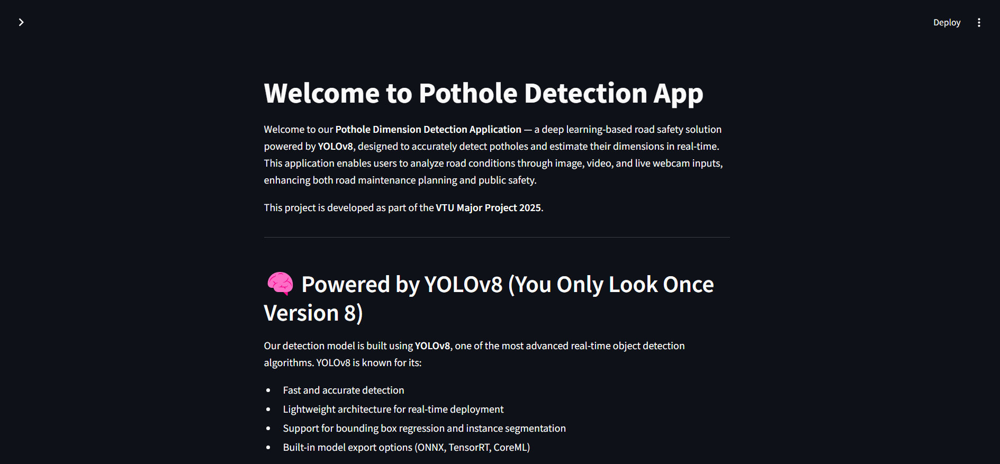 Deploy
Welcome to Pothole Detection App
Welcome to our Pothole Dimension Detection Application — a deep learning-based road safety solution
powered by YOLOv8, designed to accurately detect potholes and estimate their dimensions in real-time.
This application enables users to analyze road conditions through image, video, and live webcam inputs,
enhancing both road maintenance planning and public safety.
This project is developed as part of the VTU Major Project 2025.
Powered by YOLOv8 (You Only Look Once
Version 8)
Our detection model is built using YOLOv8, one of the most advanced real-time object detection
algorithms. YOLOv8 is known for its:
• Fast and accurate detection
• Lightweight architecture for real-time deployment
• Support for bounding box regression and instance segmentation
• Built-in model export options (ONNX, TensorRT, CoreML)